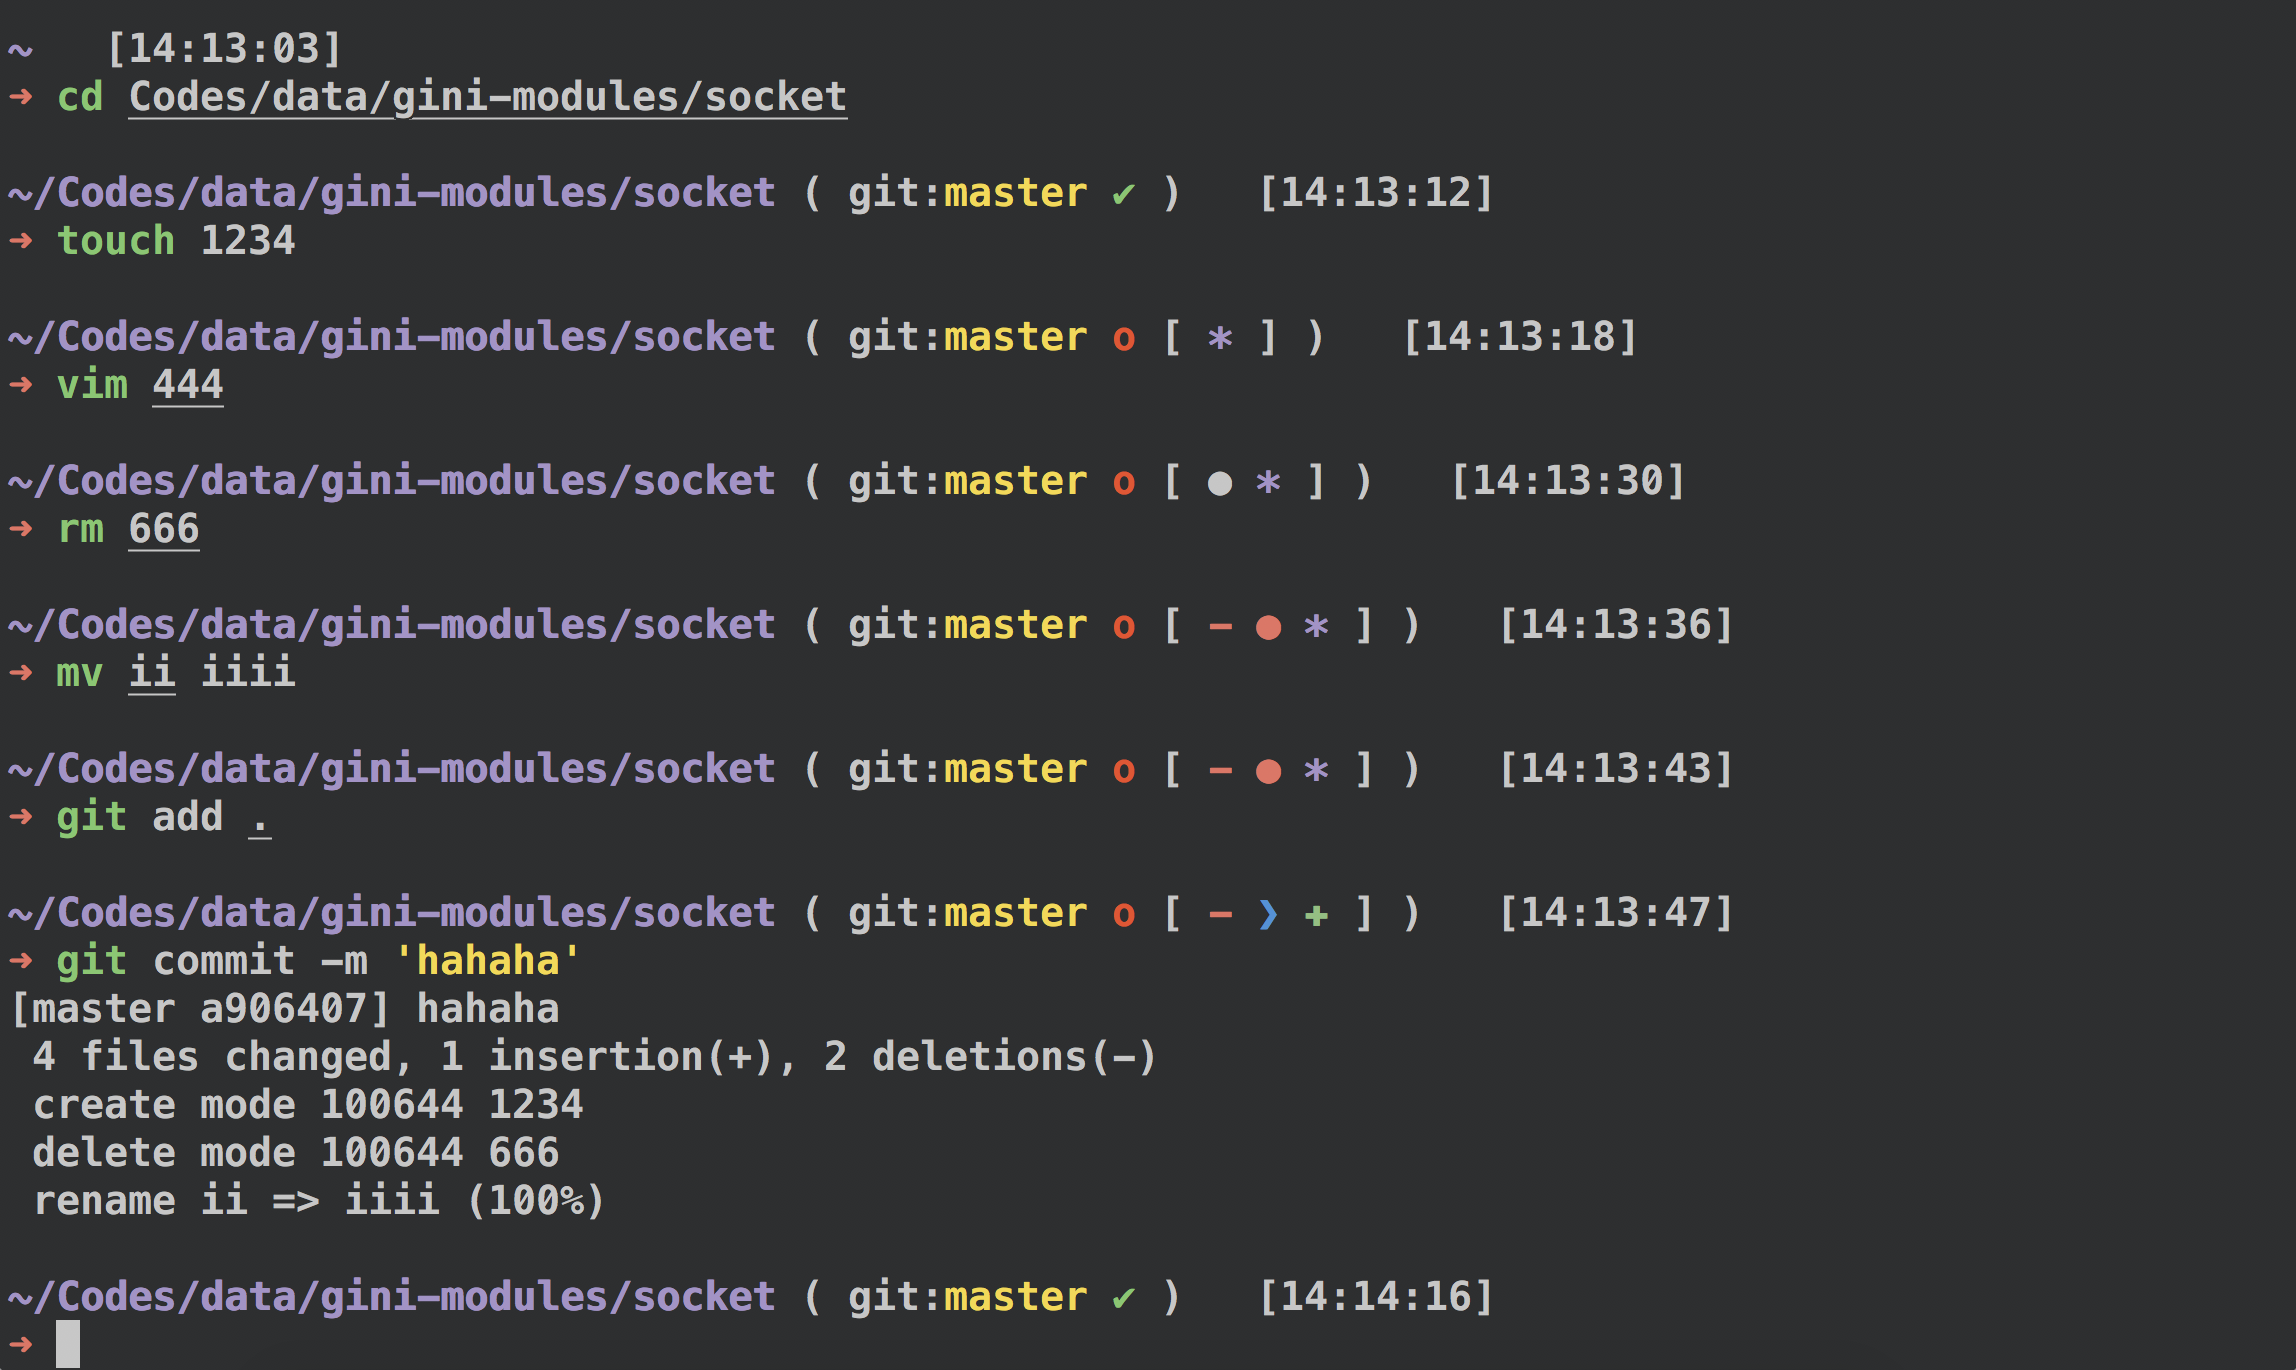 ~   [14:13:03]
➜ cd Codes/data/gini-modules/socket
~/Codes/data/gini-modules/socket ( git:master ✔ )   [14:13:12]
➜ touch 1234
~/Codes/data/gini-modules/socket ( git:master o [ * ] )   [14:13:18]
➜ vim 444
~/Codes/data/gini-modules/socket ( git:master o [ ● * ] )   [14:13:30]
➜ rm 666
~/Codes/data/gini-modules/socket ( git:master o [ − ● * ] )   [14:13:36]
➜ mv ii iiii
~/Codes/data/gini-modules/socket ( git:master o [ − ● * ] )   [14:13:43]
➜ git add .
~/Codes/data/gini-modules/socket ( git:master o [ − ❯ ✚ ] )   [14:13:47]
➜ git commit -m 'hahaha'
[master a906407] hahaha
 4 files changed, 1 insertion(+), 2 deletions(-)
 create mode 100644 1234
 delete mode 100644 666
 rename ii => iiii (100%)
~/Codes/data/gini-modules/socket ( git:master ✔ )   [14:14:16]
➜